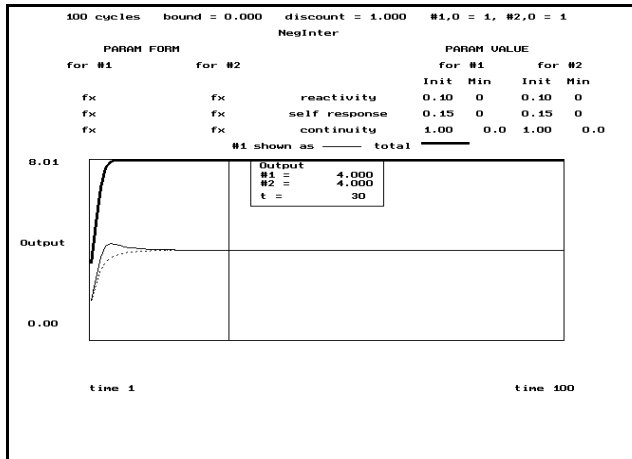 100 cycles bound = 0.000 discount = 1.000 #1,0 = 1, #2,0 = 1
NegInter
PARAM FORM PARAM VALUE
for #1 for #2 for #1 for #2
Init Min Init Min
fx fx reactivity 0.10 0 0.10 0
fx fx self response 0.15 0 0.15 0
fx fx continuity 1.00 0.0 1.00 0.0
#1 shown as total
8.01
Output
#1 = 4.000
#2 = 4.000
t = 30
Output
0.00
time 1 time 100